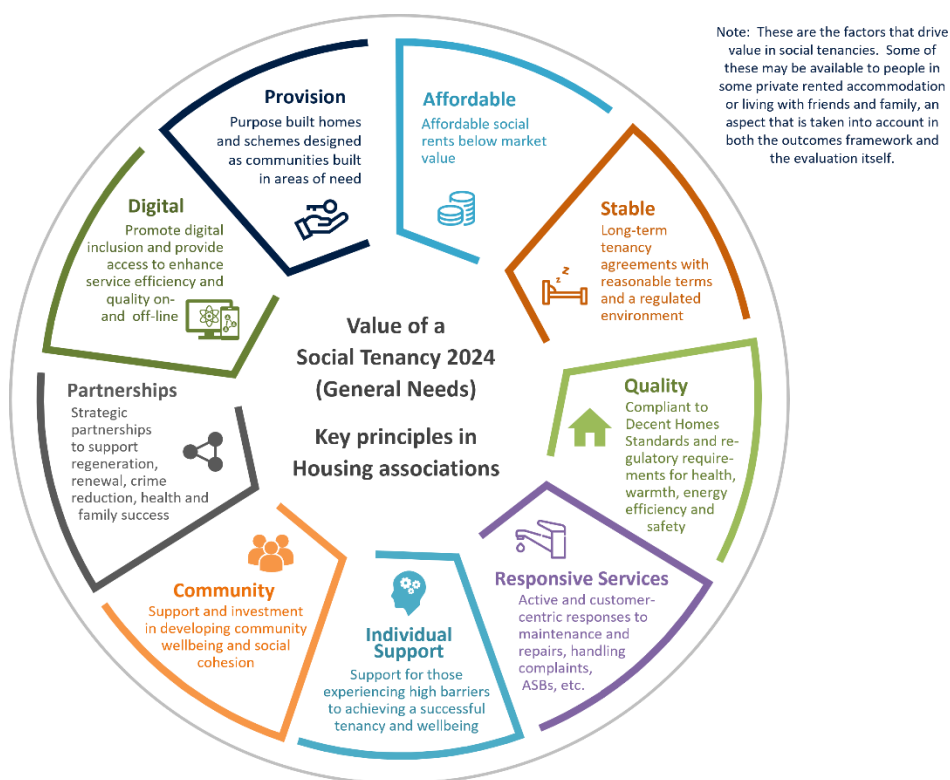 Note:  These are the factors that drive
value in social tenancies.  Some of
these may be available to people in
some private rented accommodation
or living with friends and family, an
aspect that is taken into account in
both the outcomes framework and
the evaluation itself.
Value of a
Social Tenancy 2024
(General Needs)
Key principles in
Housing associations
Provision
Purpose built homes
and schemes designed
as communities built
in areas of need
Affordable
Affordable social
rents below market
value
Stable
Long-term
tenancy
agreements with
reasonable terms
and a regulated
environment
z
z
z
Quality
Compliant to
Decent Homes
Standards and re-
gulatory require-
ments for health,
warmth, energy
efficiency and
safety
Responsive Services
Active and customer-
centric responses to
maintenance and
repairs, handling
complaints,
ASBs, etc.
Individual
Support
Support for those
experiencing high barriers
to achieving a successful
tenancy and wellbeing
Community
Support and investment
in developing community
wellbeing and social
cohesion
Partnerships
Strategic
partnerships
to support
regeneration,
renewal, crime
reduction, health and
family success
Digital
Promote digital
inclusion and provide
access to enhance
service efficiency and
quality on-
and  off-line